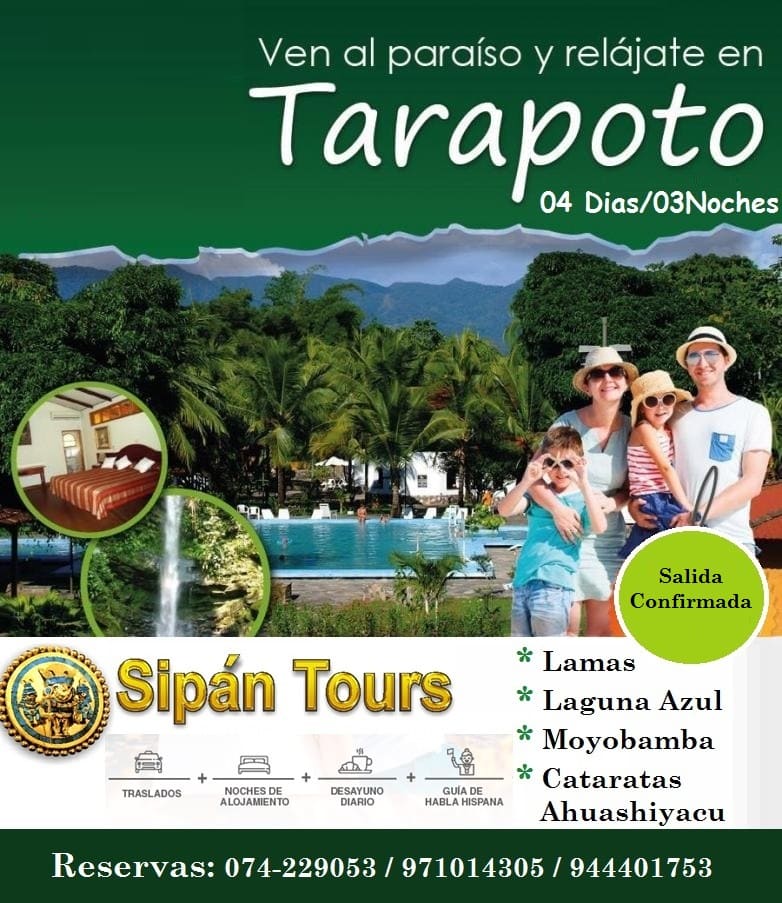 Ven al paraíso y relájate en
Tarapoto
04 Dias/03Noches
Salida
Confirmada
Sipán Tours
* Lamas
* Laguna Azul
* Moyobamba
* Cataratas
Ahuashiyacu
TRASLADOS
+
NOCHES DE
ALOJAMIENTO
+
DESAYUNO
DIARIO
+
GUÍA DE
HABLA HISPANA
Reservas: 074-229053 / 971014305 / 944401753